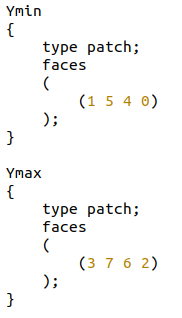 Ymin
{
    type patch;
    faces
    (
        (1 5 4 0)
    );
}

Ymax
{
    type patch;
    faces
    (
        (3 7 6 2)
    );
}